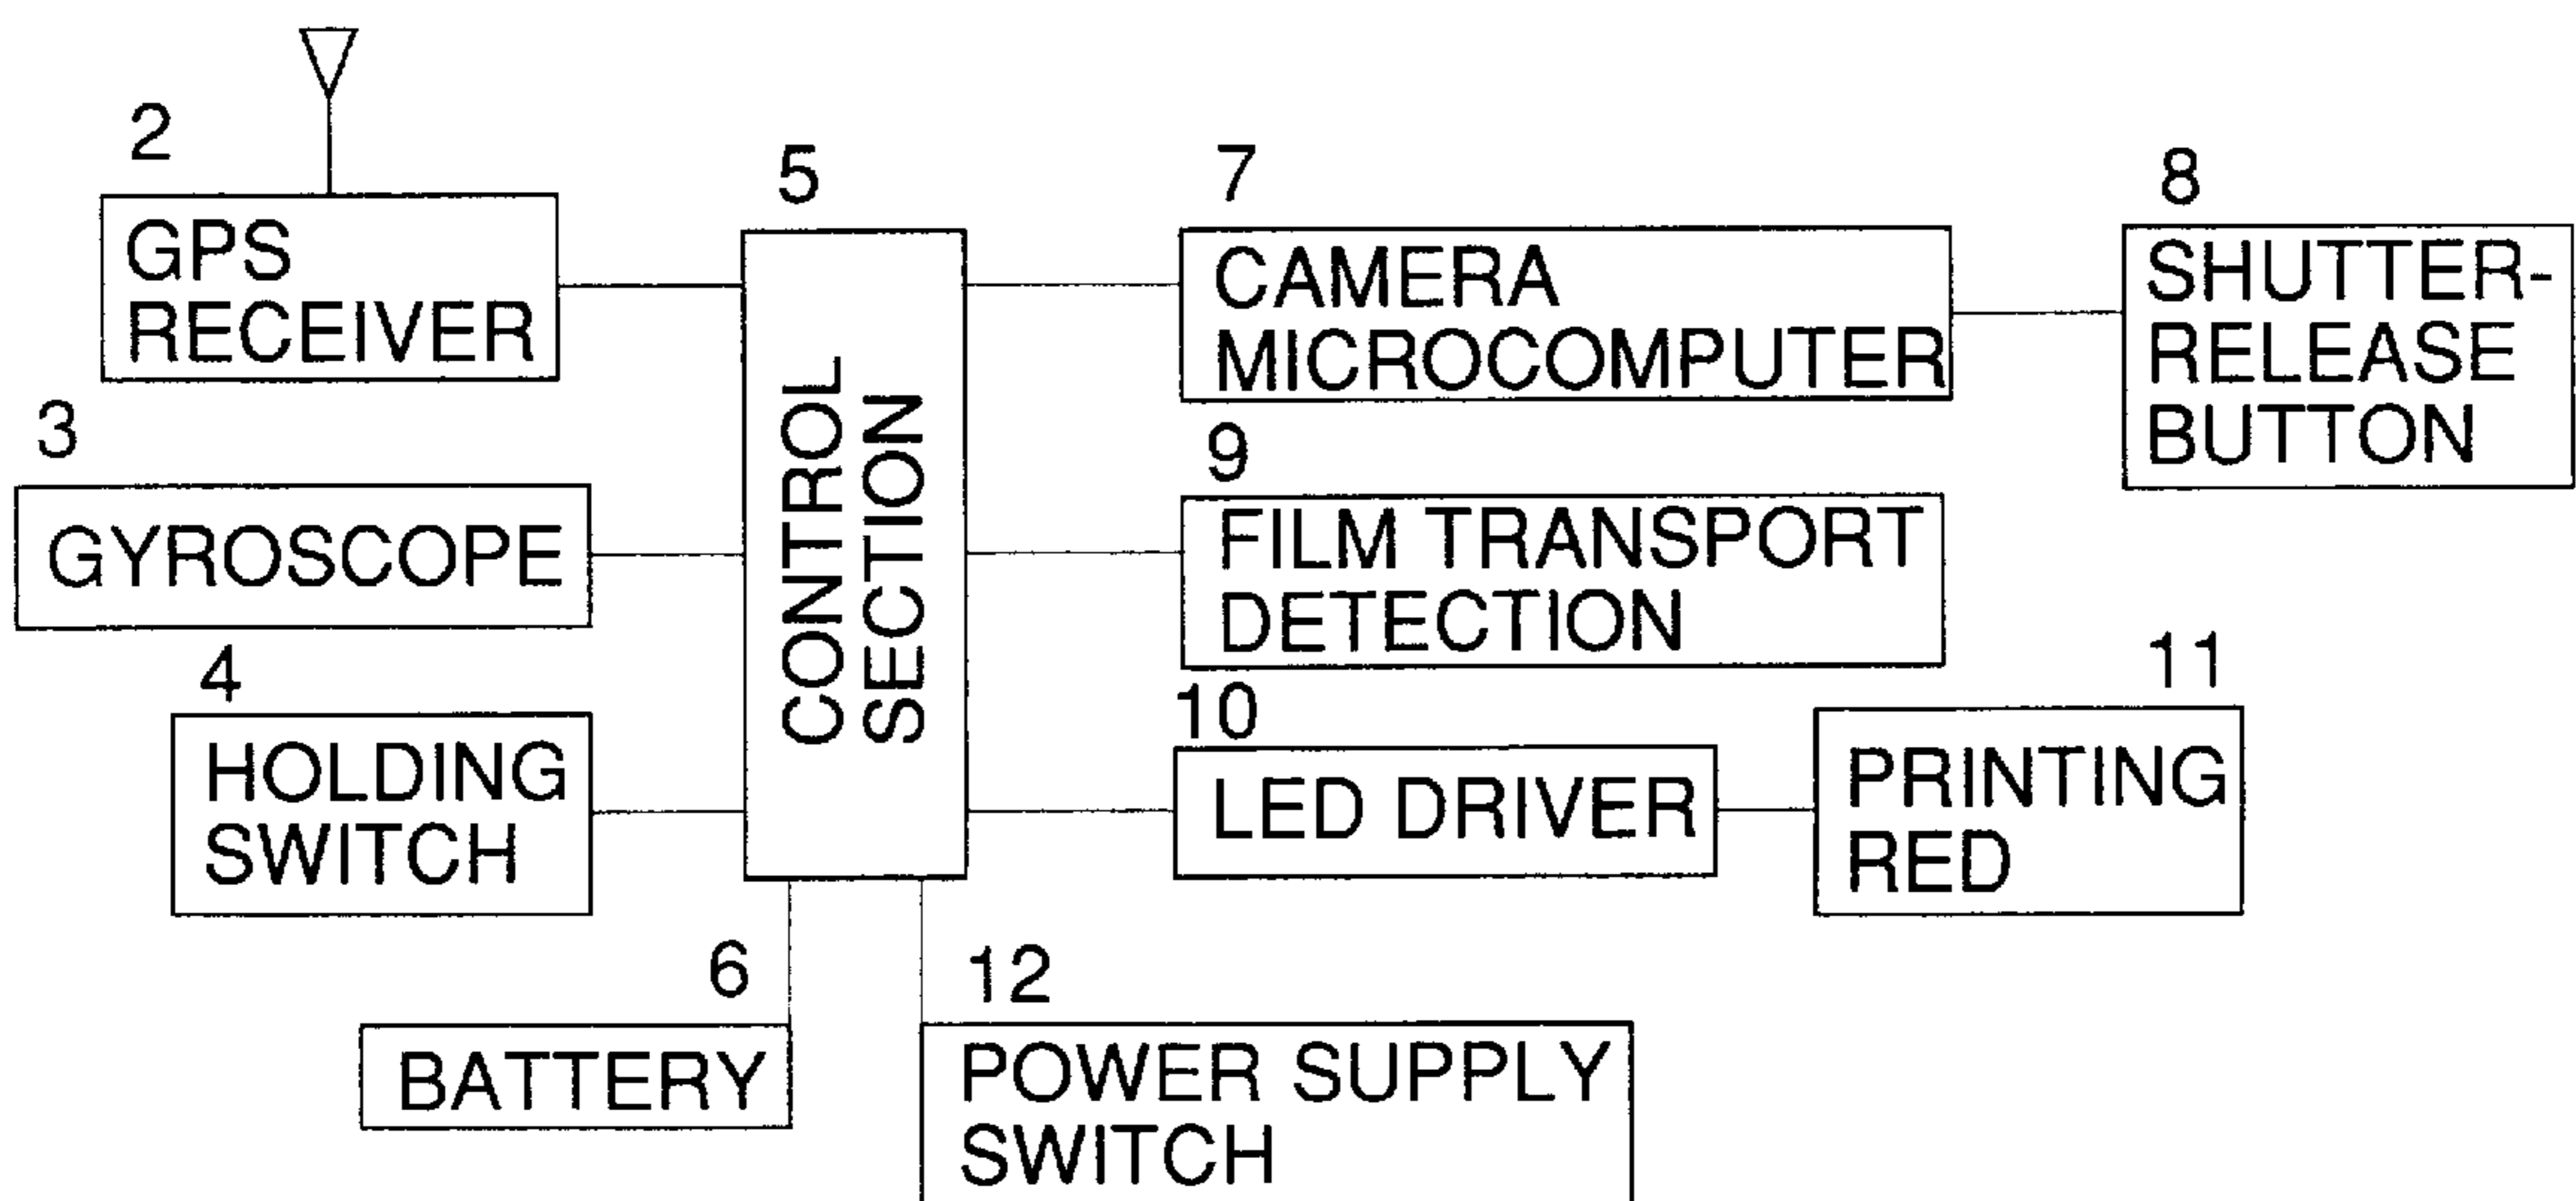 2
GPS
RECEIVER
3
GYROSCOPE
4
HOLDING
SWITCH
5
CONTROL
SECTION
6
BATTERY
12
POWER SUPPLY
SWITCH
7
CAMERA
MICROCOMPUTER
8
SHUTTER-
RELEASE
BUTTON
9
FILM TRANSPORT
DETECTION
10
LED DRIVER
11
PRINTING
RED